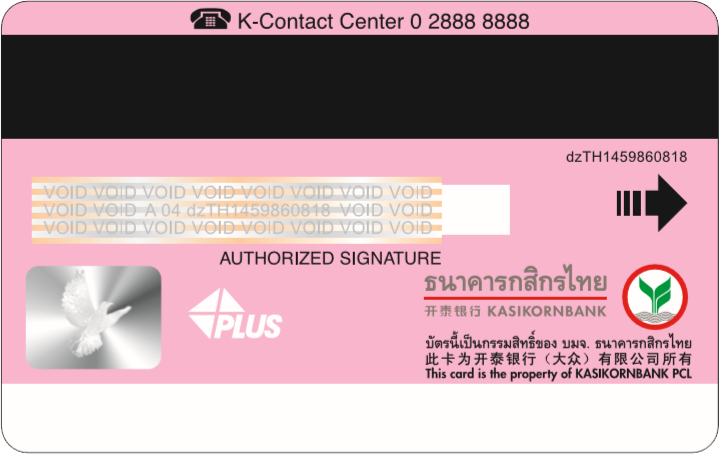 K-Contact Center 0 2888 8888
dzTH1459860818
VOID VOID VOID VOID VOID VOID VOID VOID
VOID VOID A 04 dzTH1459860818 VOID VOID
VOID VOID VOID VOID VOID VOID VOID VOID
AUTHORIZED SIGNATURE
PLUS
ธนาคารกสิกรไทย
开泰银行 KASIKORNBANK
บัตรนี้เป็นกรรมสิทธิ์ของ บมจ. ธนาคารกสิกรไทย
此卡为开泰银行（大众）有限公司所有
This card is the property of KASIKORNBANK PCL